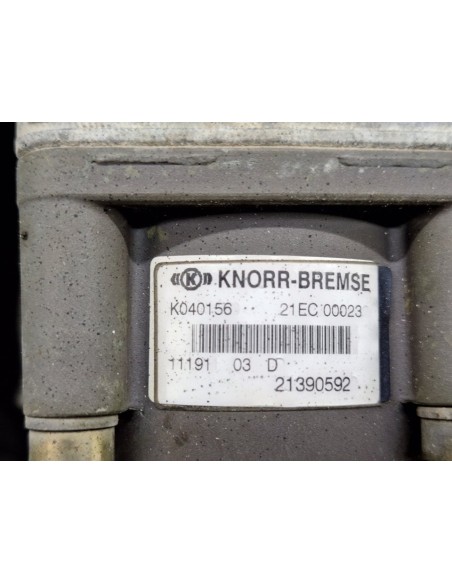 ((K)) KNORR-BREMSE
K040156 21EC 00023
11191 03 D
21390592